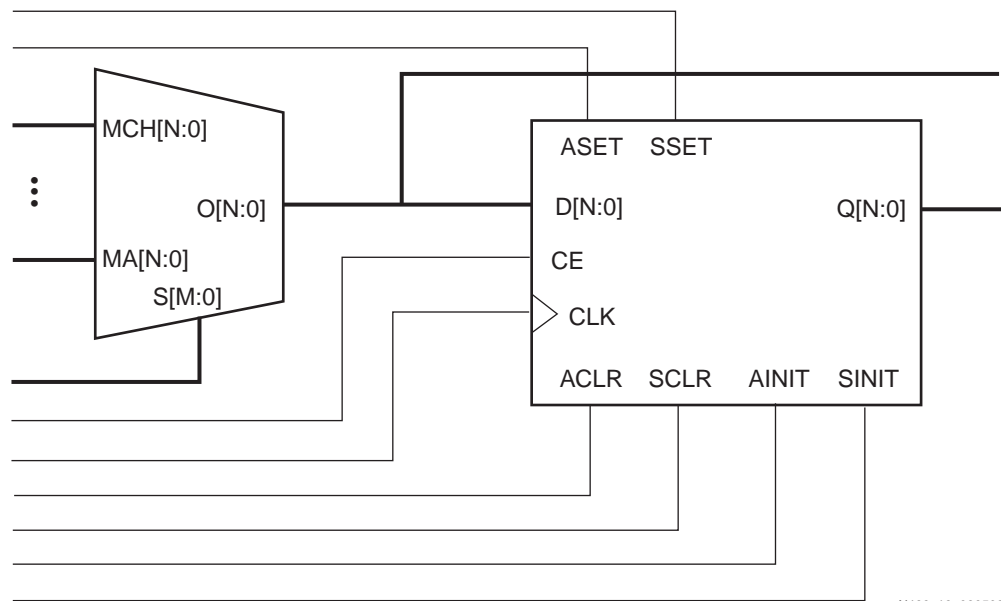 ASET SSET
MCH[N:0]
O[N:0]
D[N:0]
Q[N:0]
MA[N:0]
CE
S[M:0]
CLK
ACLR SCLR AINIT SINIT